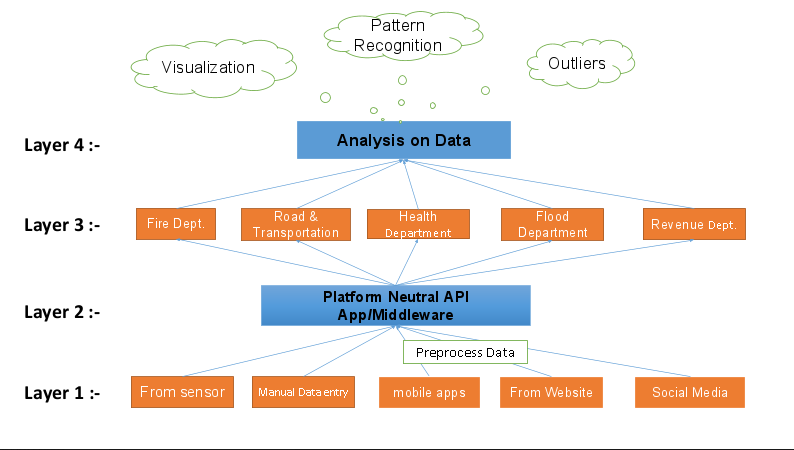 Pattern
Recognition
Visualization
Outliers
Layer 4 :-
Analysis on Data
Layer 3 :-
Fire Dept.
Road &
Transportation
Health
Department
Flood
Department
Revenue Dept.
Layer 2 :-
Platform Neutral API
App/Middleware
Preprocess Data
Layer 1 :-
From sensor
Manual Data entry
mobile apps
From Website
Social Media